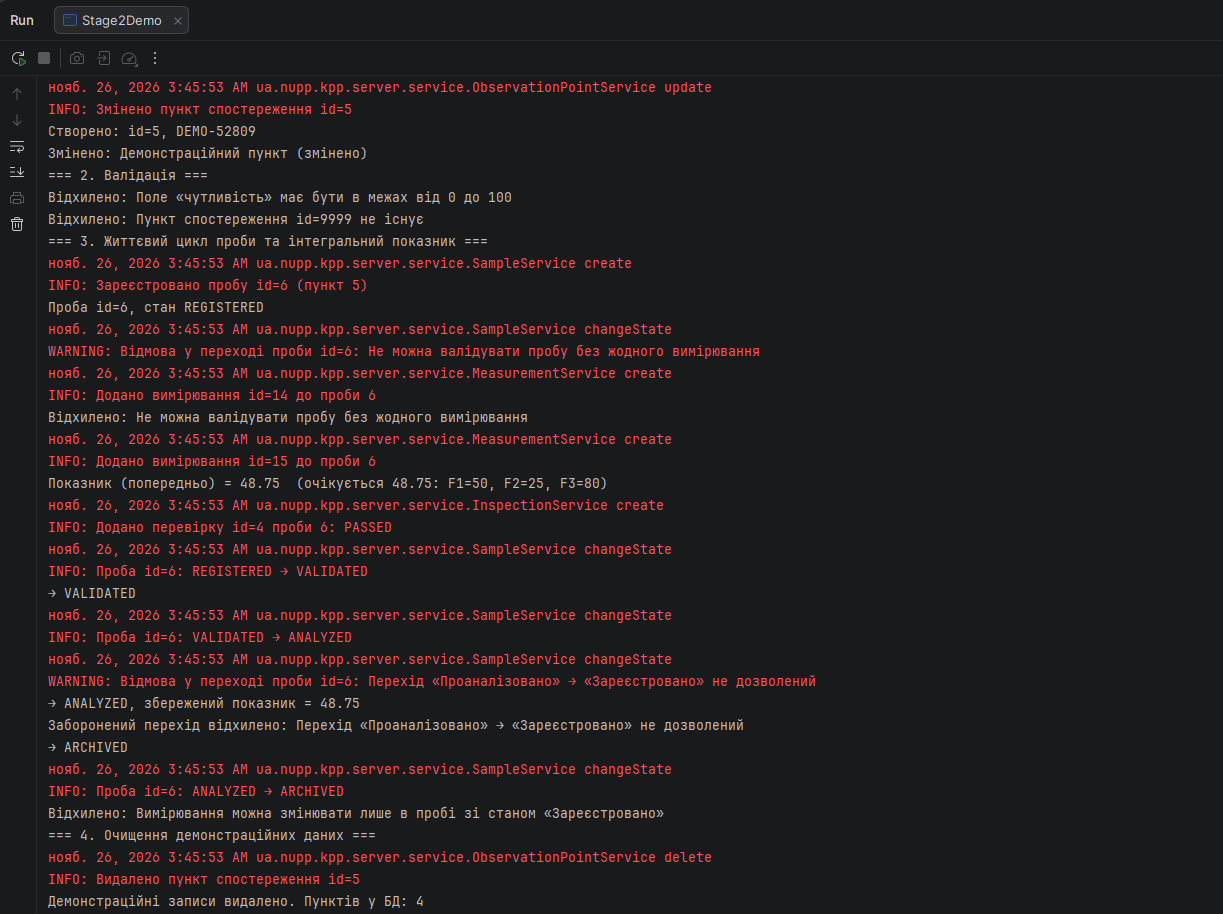 Run
Stage2Demo
нояб. 26, 2026 3:45:53 AM ua.nupp.kpp.server.service.ObservationPointService update
INFO: Змінено пункт спостереження id=5
Створено: id=5, DEMO-52809
Змінено: Демонстраційний пункт (змінено)
=== 2. Валідація ===
Відхилено: Поле «чутливість» має бути в межах від 0 до 100
Відхилено: Пункт спостереження id=9999 не існує
=== 3. Життєвий цикл проби та інтегральний показник ===
нояб. 26, 2026 3:45:53 AM ua.nupp.kpp.server.service.SampleService create
INFO: Зареєстровано пробу id=6 (пункт 5)
Проба id=6, стан REGISTERED
нояб. 26, 2026 3:45:53 AM ua.nupp.kpp.server.service.SampleService changeState
WARNING: Відмова у переході проби id=6: Не можна валідувати пробу без жодного вимірювання
нояб. 26, 2026 3:45:53 AM ua.nupp.kpp.server.service.MeasurementService create
INFO: Додано вимірювання id=14 до проби 6
Відхилено: Не можна валідувати пробу без жодного вимірювання
нояб. 26, 2026 3:45:53 AM ua.nupp.kpp.server.service.MeasurementService create
INFO: Додано вимірювання id=15 до проби 6
Показник (попередньо) = 48.75  (очікується 48.75: F1=50, F2=25, F3=80)
нояб. 26, 2026 3:45:53 AM ua.nupp.kpp.server.service.InspectionService create
INFO: Додано перевірку id=4 проби 6: PASSED
нояб. 26, 2026 3:45:53 AM ua.nupp.kpp.server.service.SampleService changeState
INFO: Проба id=6: REGISTERED → VALIDATED
→ VALIDATED
нояб. 26, 2026 3:45:53 AM ua.nupp.kpp.server.service.SampleService changeState
INFO: Проба id=6: VALIDATED → ANALYZED
нояб. 26, 2026 3:45:53 AM ua.nupp.kpp.server.service.SampleService changeState
WARNING: Відмова у переході проби id=6: Перехід «Проаналізовано» → «Зареєстровано» не дозволений
→ ANALYZED, збережений показник = 48.75
Заборонений перехід відхилено: Перехід «Проаналізовано» → «Зареєстровано» не дозволений
→ ARCHIVED
нояб. 26, 2026 3:45:53 AM ua.nupp.kpp.server.service.SampleService changeState
INFO: Проба id=6: ANALYZED → ARCHIVED
Відхилено: Вимірювання можна змінювати лише в пробі зі станом «Зареєстровано»
=== 4. Очищення демонстраційних даних ===
нояб. 26, 2026 3:45:53 AM ua.nupp.kpp.server.service.ObservationPointService delete
INFO: Видалено пункт спостереження id=5
Демонстраційні записи видалено. Пунктів у БД: 4